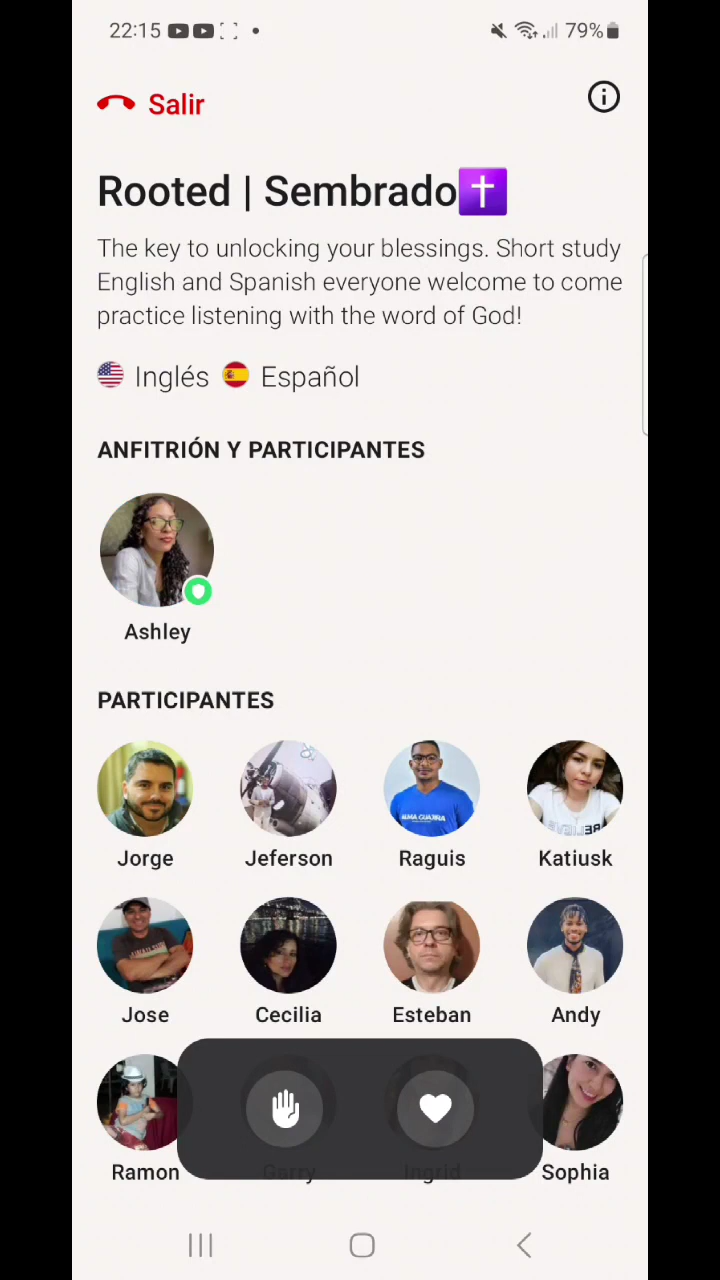 22:15 79%
Salir
Rooted | Sembrado
The key to unlocking your blessings. Short study
English and Spanish everyone welcome to come
practice listening with the word of God!
Inglés Español
ANFITRIÓN Y PARTICIPANTES
Ashley
PARTICIPANTES
Jorge Jeferson Raguis Katiusk
Jose Cecilia Esteban Andy
Ramon Garry Ingrid Sophia